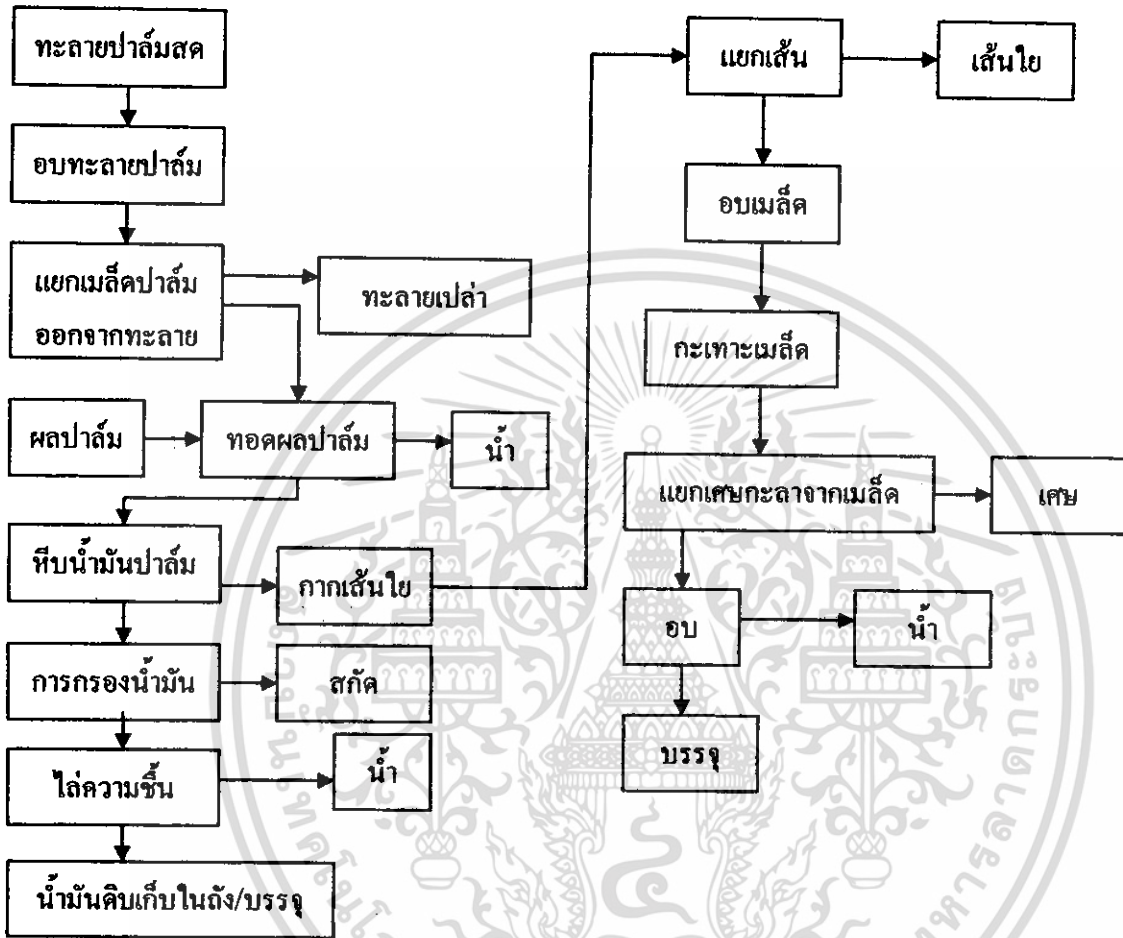 ทะลายปาล์มสด
อบทะลายปาล์ม
แยกเมล็ดปาล์ม
ออกจากทะลาย
ทะลายเปล่า
ผลปาล์ม
ทอดผลปาล์ม
น้ำ
หีบน้ำมันปาล์ม
กากเส้นใย
การกรองน้ำมัน
สกัด
ไล่ความชื้น
น้ำ
น้ำมันดิบเก็บในถัง/บรรจุ
แยกเส้น
เส้นใย
อบเมล็ด
กะเทาะเมล็ด
แยกเศษกะลาจากเมล็ด
เศษ
อบ
น้ำ
บรรจุ